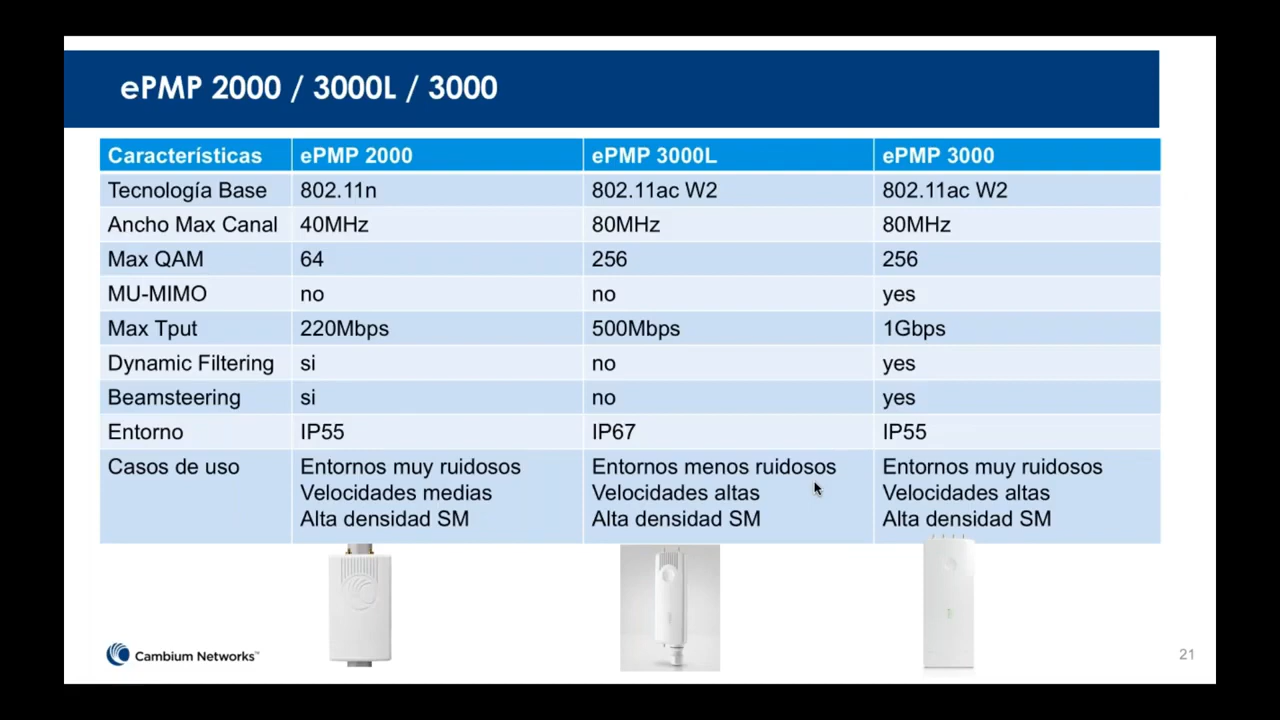 ePMP 2000 / 3000L / 3000
Características ePMP 2000 ePMP 3000L ePMP 3000
Tecnología Base 802.11n 802.11ac W2 802.11ac W2
Ancho Max Canal 40MHz 80MHz 80MHz
Max QAM 64 256 256
MU-MIMO no no yes
Max Tput 220Mbps 500Mbps 1Gbps
Dynamic Filtering si no yes
Beamsteering si no yes
Entorno IP55 IP67 IP55
Casos de uso Entornos muy ruidosos Entornos menos ruidosos Entornos muy ruidosos
Velocidades medias Velocidades altas Velocidades altas
Alta densidad SM Alta densidad SM Alta densidad SM
Cambium Networks™
21